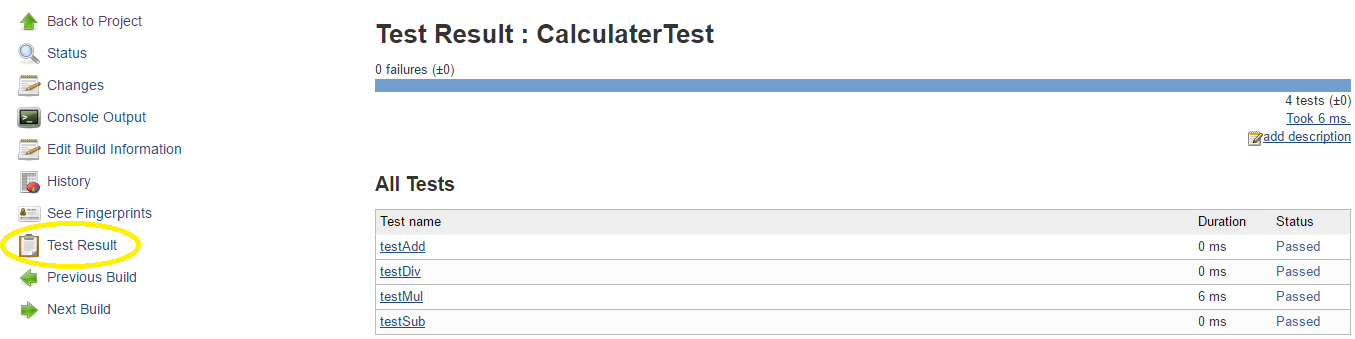 Back to Project
Status
Changes
Console Output
Edit Build Information
History
See Fingerprints
Test Result
Previous Build
Next Build
Test Result : CalculaterTest
0 failures (±0)
4 tests (±0)
Took 6 ms.
add description
All Tests
Test name Duration Status
testAdd 0 ms Passed
testDiv 0 ms Passed
testMul 6 ms Passed
testSub 0 ms Passed